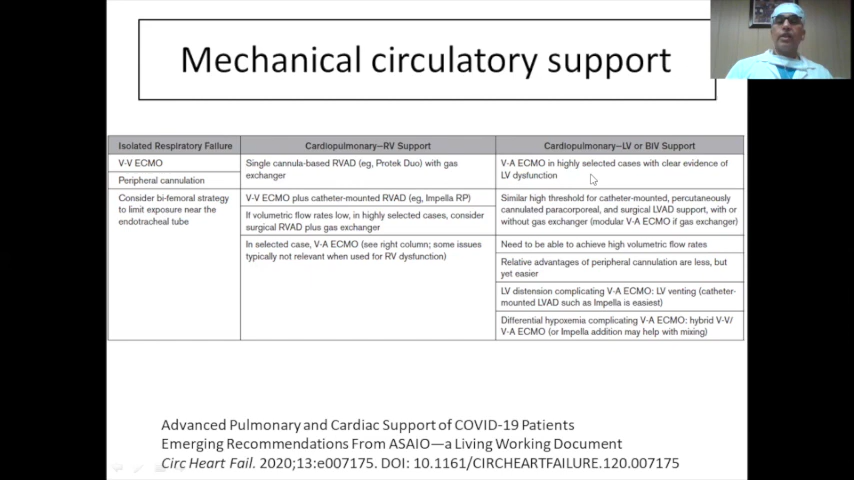 Mechanical circulatory support
Isolated Respiratory Failure
Cardiopulmonary—RV Support
Cardiopulmonary—LV or BIV Support
V-V ECMO
Peripheral cannulation
Consider bi-femoral strategy
to limit exposure near the
endotracheal tube
Single cannula-based RVAD (eg, Protek Duo) with gas
exchanger
V-V ECMO plus catheter-mounted RVAD (eg, Impella RP)
If volumetric flow rates low, in highly selected cases, consider
surgical RVAD plus gas exchanger
In selected case, V-A ECMO (see right column; some issues
typically not relevant when used for RV dysfunction)
V-A ECMO in highly selected cases with clear evidence of
LV dysfunction
Similar high threshold for catheter-mounted, percutaneously
cannulated paracorporeal, and surgical LVAD support, with or
without gas exchanger (modular V-A ECMO if gas exchanger)
Need to be able to achieve high volumetric flow rates
Relative advantages of peripheral cannulation are less, but
yet easier
LV distension complicating V-A ECMO: LV venting (catheter-
mounted LVAD such as Impella is easiest)
Differential hypoxemia complicating V-A ECMO: hybrid V-V/
V-A ECMO (or Impella addition may help with mixing)
Advanced Pulmonary and Cardiac Support of COVID-19 Patients
Emerging Recommendations From ASAIO—a Living Working Document
Circ Heart Fail. 2020;13:e007175. DOI: 10.1161/CIRCHEARTFAILURE.120.007175